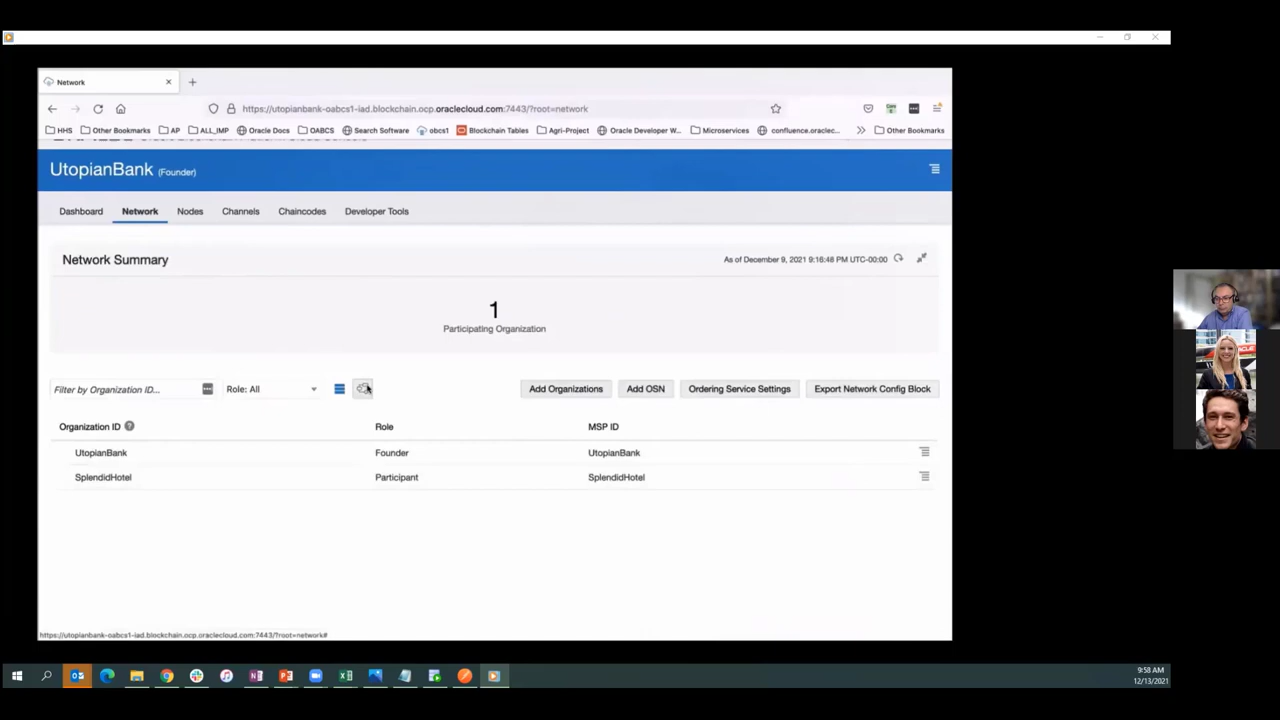 Network
https://utopianbank-oabcs1-iad.blockchain.ocp.oraclecloud.com:7443/?root=network
HHS Other Bookmarks AP ALL_IMP Oracle Docs OABCS Search Software obcs1 Blockchain Tables Agri-Project Oracle Developer W... Microservices confluence.oraclec... Other Bookmarks
UtopianBank (Founder)
Dashboard Network Nodes Channels Chaincodes Developer Tools
Network Summary
As of December 9, 2021 9:16:48 PM UTC-00:00
1
Participating Organization
Filter by Organization ID... Role: All Add Organizations Add OSN Ordering Service Settings Export Network Config Block
Organization ID Role MSP ID
UtopianBank Founder UtopianBank
SplendidHotel Participant SplendidHotel
https://utopianbank-oabcs1-iad.blockchain.ocp.oraclecloud.com:7443/?root=network#
9:58 AM
12/13/2021